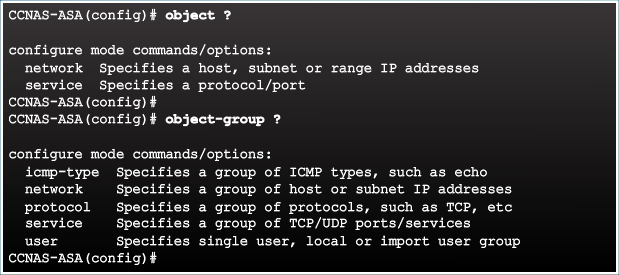 CCNAS-ASA(config)# object ?
configure mode commands/options:
network Specifies a host, subnet or range IP addresses
service Specifies a protocol/port
CCNAS-ASA(config)#
CCNAS-ASA(config)# object-group ?
configure mode commands/options:
icmp-type Specifies a group of ICMP types, such as echo
network Specifies a group of host or subnet IP addresses
protocol Specifies a group of protocols, such as TCP, etc
service Specifies a group of TCP/UDP ports/services
user Specifies single user, local or import user group
CCNAS-ASA(config)#